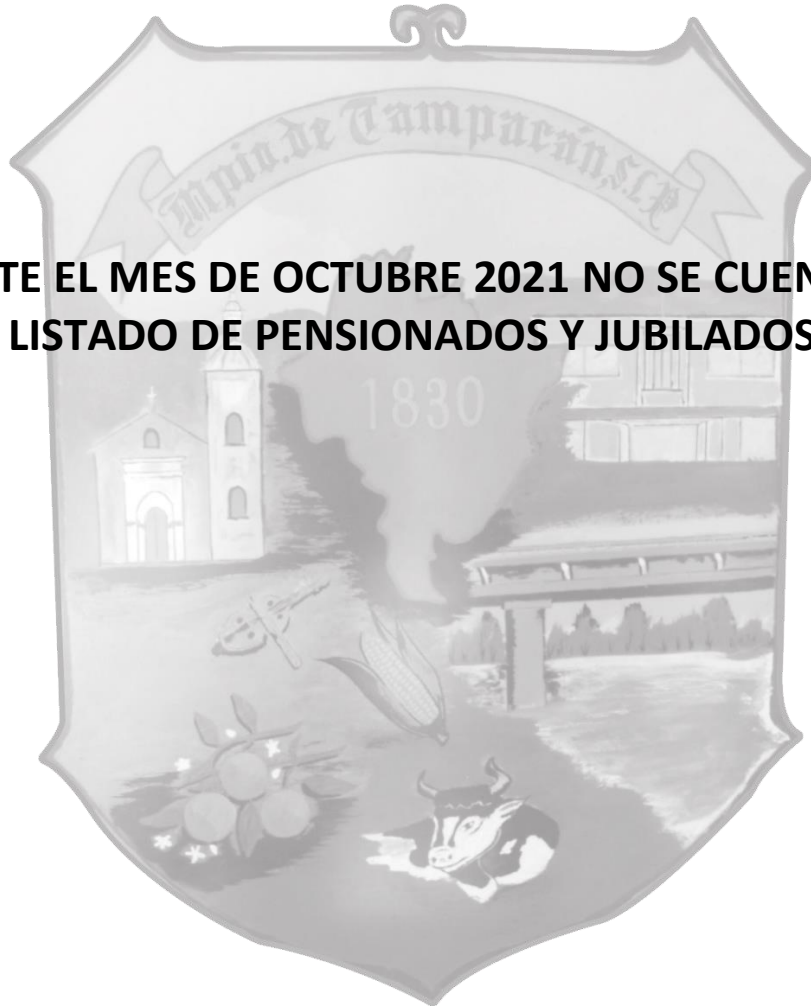 Mpio. de Tampacán, S.L.P.
TE EL MES DE OCTUBRE 2021 NO SE CUEN
LISTADO DE PENSIONADOS Y JUBILADOS
1830